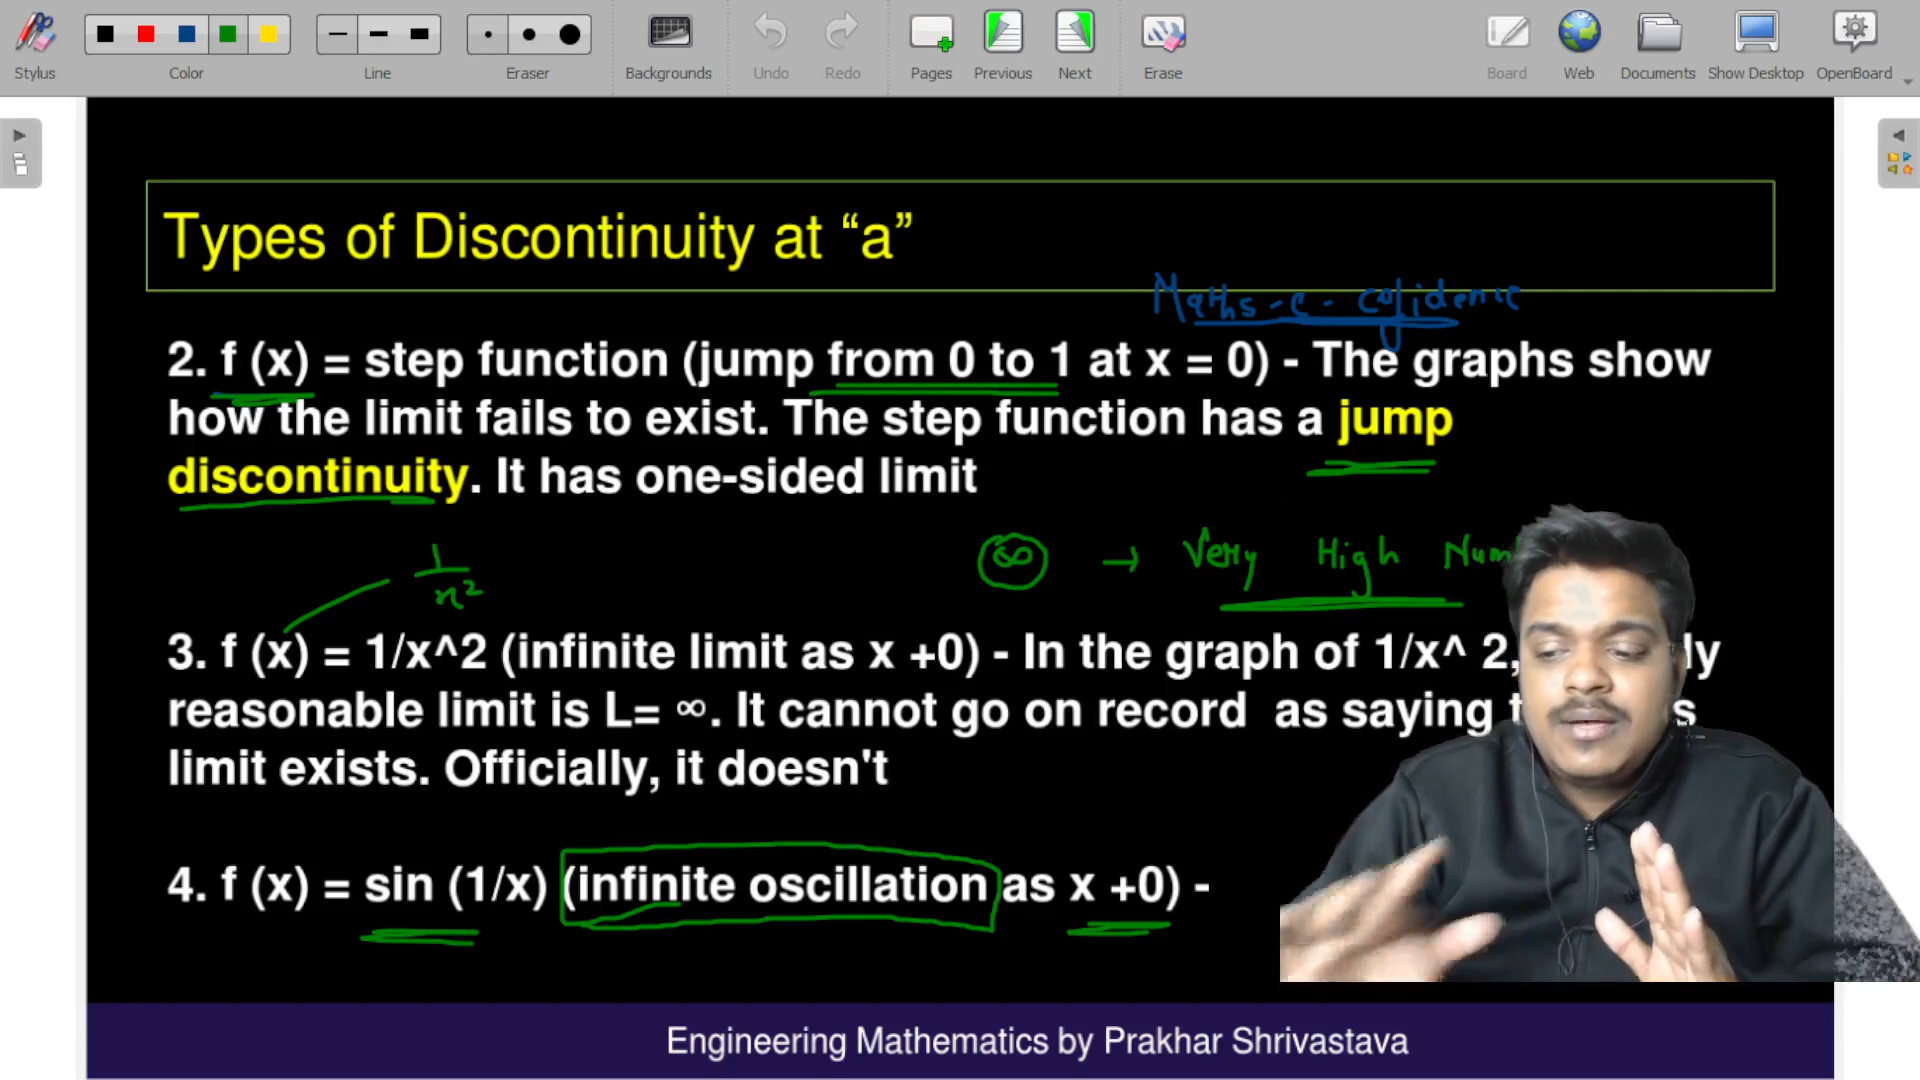 Stylus Color Line Eraser Backgrounds Undo Redo Pages Previous Next Erase Board Web Documents Show Desktop OpenBoard
Types of Discontinuity at “a”
Maths - e - cofidence
2. f (x) = step function (jump from 0 to 1 at x = 0) - The graphs show
how the limit fails to exist. The step function has a jump
discontinuity. It has one-sided limit
1/x² ∞ → Very High
3. f (x) = 1/x^2 (infinite limit as x +0) - In the graph of 1/x^ 2,
reasonable limit is L= ∞. It cannot go on record as saying
limit exists. Officially, it doesn't
4. f (x) = sin (1/x) (infinite oscillation as x +0) -
Engineering Mathematics by Prakhar Shrivastava